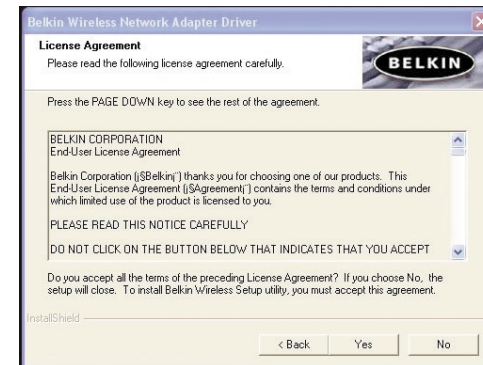 Belkin Wireless Network Adapter Driver
License Agreement
Please read the following license agreement carefully.
BELKIN
Press the PAGE DOWN key to see the rest of the agreement.
BELKIN CORPORATION
End-User License Agreement
Belkin Corporation (¡§Belkin¡¨) thanks you for choosing one of our products. This
End-User License Agreement (¡§Agreement¡¨) contains the terms and conditions under
which limited use of the product is licensed to you.
PLEASE READ THIS NOTICE CAREFULLY
DO NOT CLICK ON THE BUTTON BELOW THAT INDICATES THAT YOU ACCEPT
Do you accept all the terms of the preceding License Agreement? If you choose No, the
setup will close. To install Belkin Wireless Setup utility, you must accept this agreement.
InstallShield
< Back Yes No